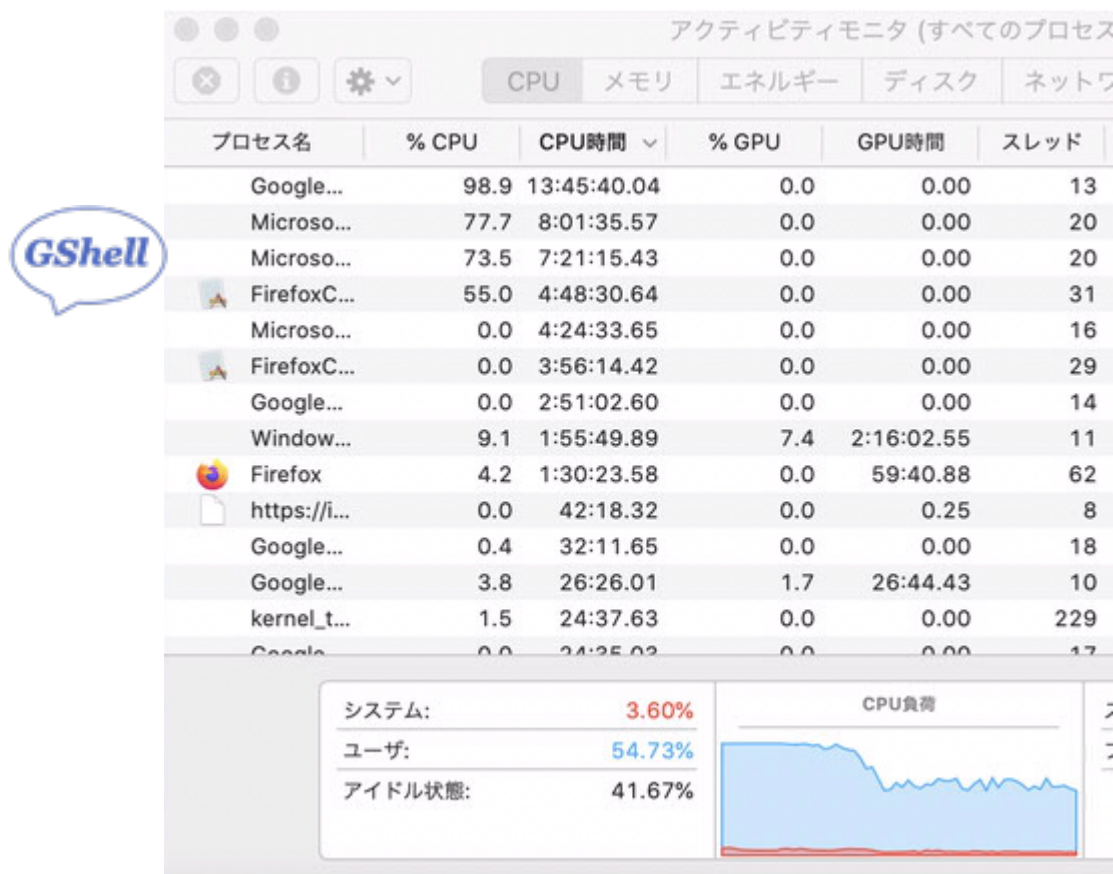 アクティビティモニタ (すべてのプロセス
CPU メモリ エネルギー ディスク ネットワ
プロセス名 % CPU CPU時間 % GPU GPU時間 スレッド
Google... 98.9 13:45:40.04 0.0 0.00 13
Microso... 77.7 8:01:35.57 0.0 0.00 20
GShell
Microso... 73.5 7:21:15.43 0.0 0.00 20
FirefoxC... 55.0 4:48:30.64 0.0 0.00 31
Microso... 0.0 4:24:33.65 0.0 0.00 16
FirefoxC... 0.0 3:56:14.42 0.0 0.00 29
Google... 0.0 2:51:02.60 0.0 0.00 14
Window... 9.1 1:55:49.89 7.4 2:16:02.55 11
Firefox 4.2 1:30:23.58 0.0 59:40.88 62
https://i... 0.0 42:18.32 0.0 0.25 8
Google... 0.4 32:11.65 0.0 0.00 18
Google... 3.8 26:26.01 1.7 26:44.43 10
kernel_t... 1.5 24:37.63 0.0 0.00 229
Google 0.0 24:35.03 0.0 0.00 17
システム: 3.60% CPU負荷
ユーザ: 54.73%
アイドル状態: 41.67%